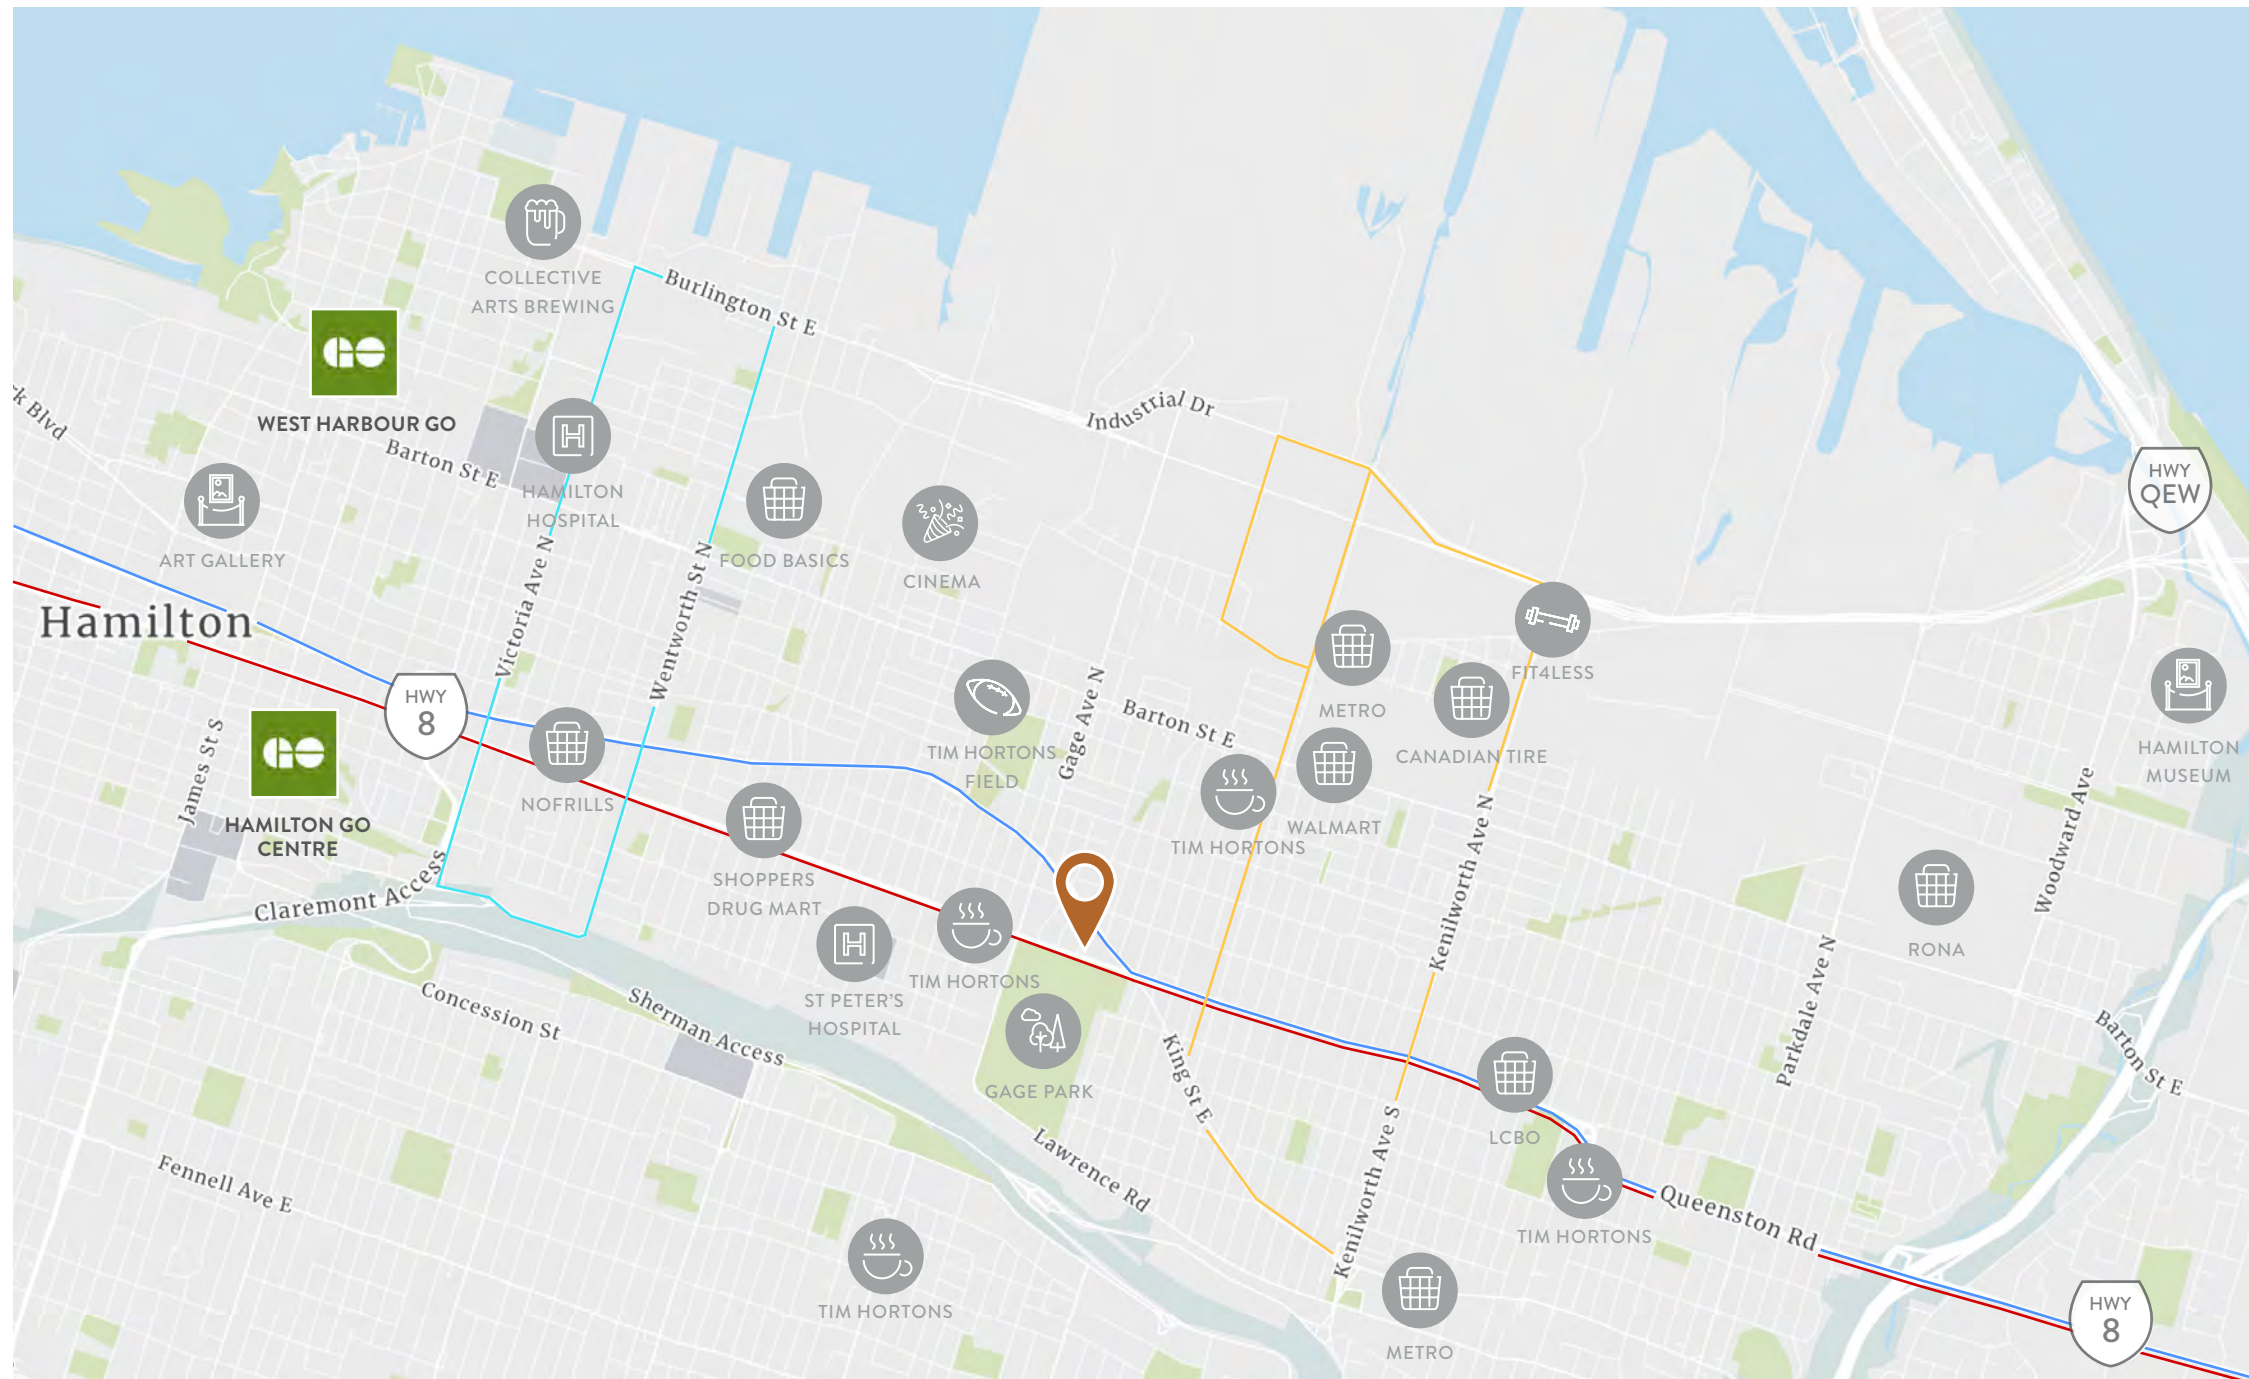 COLLECTIVE
ARTS BREWING
Burlington St E
GO
WEST HARBOUR GO
rk Blvd
Barton St E
Industrial Dr
H
HAMILTON
HOSPITAL
HWY
QEW
ART GALLERY
FOOD BASICS
CINEMA
Hamilton
Victoria Ave N
Wentworth St N
HWY
8
GO
HAMILTON GO
CENTRE
James St S
NOFRILLS
TIM HORTONS
FIELD
Gage Ave N
Barton St E
METRO
FIT4LESS
CANADIAN TIRE
HAMILTON
MUSEUM
TIM HORTONS
WALMART
Kenilworth Ave N
Woodward Ave
Claremont Access
SHOPPERS
DRUG MART
H
ST PETER'S
HOSPITAL
TIM HORTONS
RONA
Concession St
Sherman Access
GAGE PARK
King St E
Parkdale Ave N
Barton St E
LCBO
Lawrence Rd
Kenilworth Ave S
Fennell Ave E
TIM HORTONS
Queenston Rd
TIM HORTONS
METRO
HWY
8